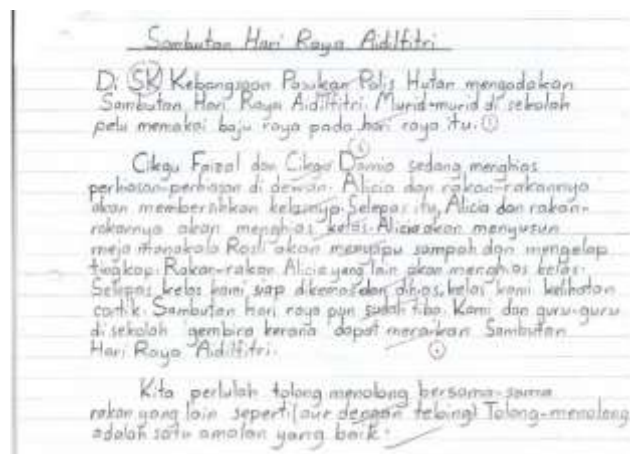 Sambutan Hari Raya Aidilfitri
Di SK Kebangsaan Pasukan Polis Hutan mengadakan
Sambutan Hari Raya Aidilfitri. Murid-murid di sekolah
pelu memakai baju raya pada hari raya itu.
Cikgu Faizal dan Cikgu Damia sedang menghias
perhiasan-perhiasan di dewan. Alicia dan rakan-rakannya
akan membersihkan kelasnya. Selepas itu, Alicia dan rakan-
rakannya akan menghias kelas. Alicia akan menyusun
meja manakala Rosli akan menyapu sampah dan mengelap
tingkap. Rakan-rakan Alicia yang lain akan menghias kelas.
Selepas kelas kami siap dikemas dan dihias, kelas kami kelihatan
cantik. Sambutan hari raya pun sudah tiba. Kami dan guru-guru
di sekolah gembira kerana dapat meraikan Sambutan
Hari Raya Aidilfitri.
Kita perlulah tolong menolong bersama-sama
rakan yang lain seperti (aur dengan tebing) Tolong-menolong
adalah satu amalan yang baik.